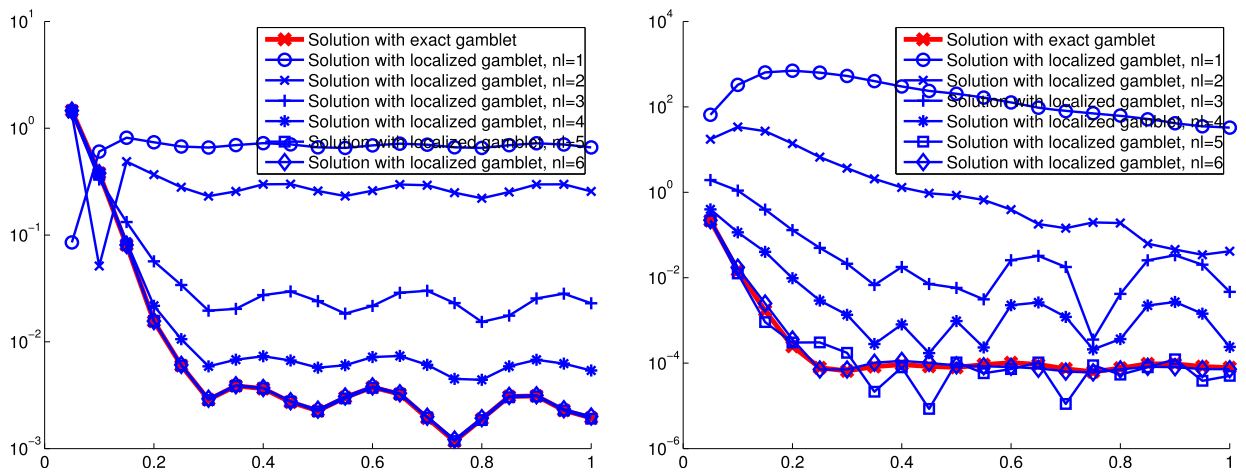 10^1
10^0
10^-1
10^-2
10^-3
0
0.2
0.4
0.6
0.8
1
Solution with exact gamblet
Solution with localized gamblet, nl=1
Solution with localized gamblet, nl=2
Solution with localized gamblet, nl=3
Solution with localized gamblet, nl=4
Solution with localized gamblet, nl=5
Solution with localized gamblet, nl=6
10^4
10^2
10^0
10^-2
10^-4
10^-6
0
0.2
0.4
0.6
0.8
1
Solution with exact gamblet
Solution with localized gamblet, nl=1
Solution with localized gamblet, nl=2
Solution with localized gamblet, nl=3
Solution with localized gamblet, nl=4
Solution with localized gamblet, nl=5
Solution with localized gamblet, nl=6